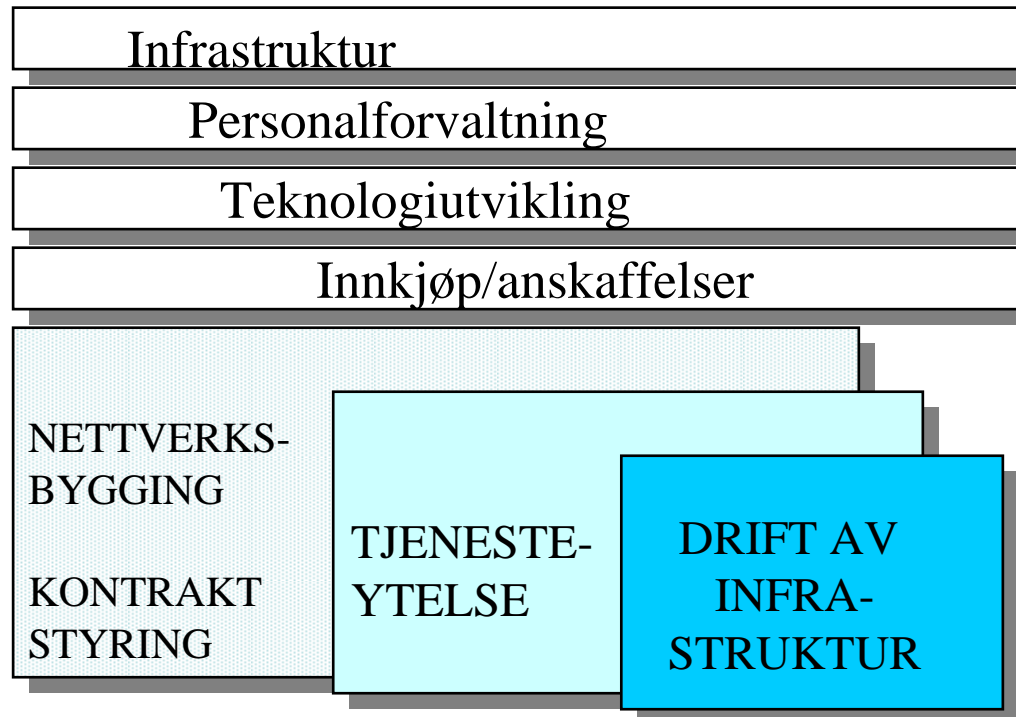 Infrastruktur
Personalforvaltning
Teknologiutvikling
Innkjøp/anskaffelser
NETTVERKS-
BYGGING
KONTRAKT
STYRING
TJENESTE-
YTELSE
DRIFT AV
INFRA-
STRUKTUR